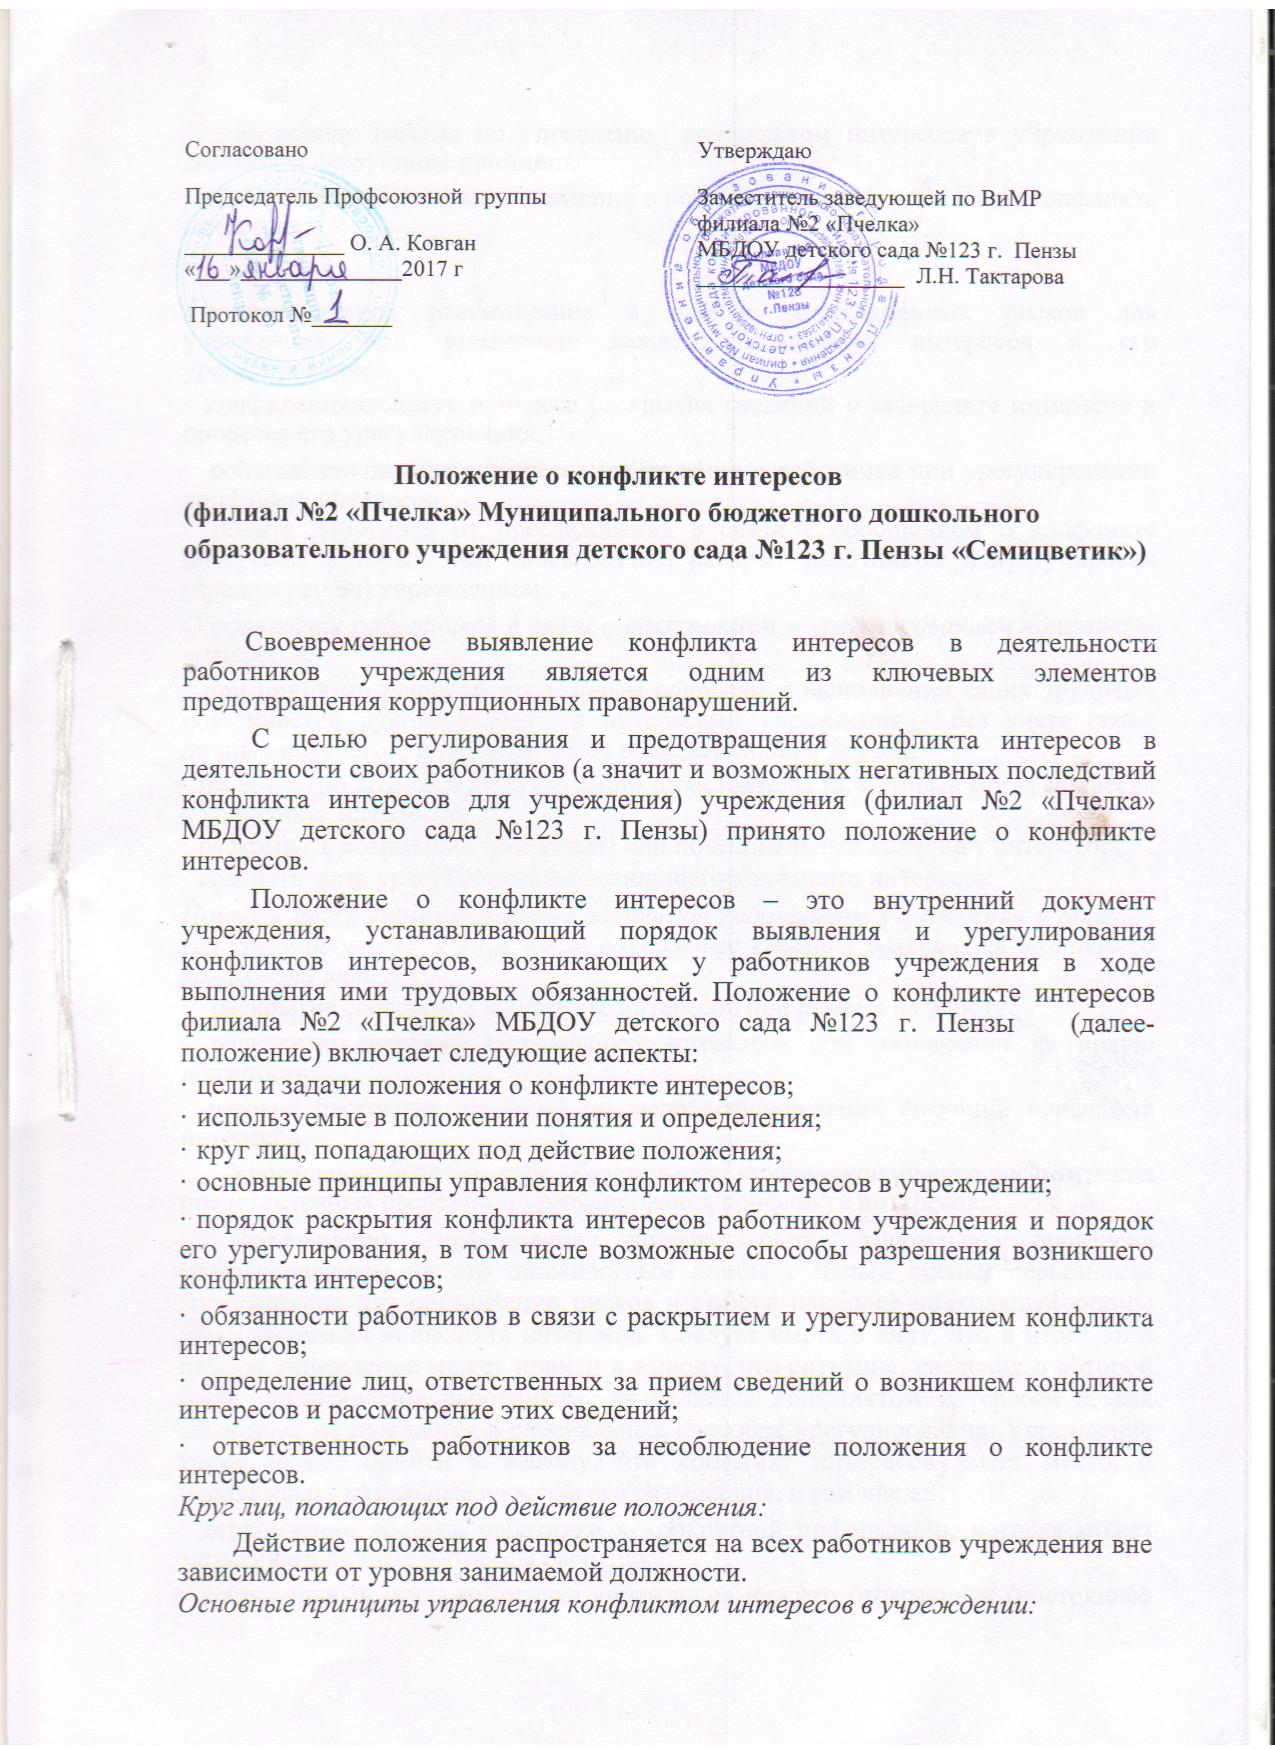 Согласовано
Утверждаю
Председатель Профсоюзной группы
Заместитель заведующей по ВиМР
филиала №2 «Пчелка»
О. А. Ковган
МБДОУ детского сада №123 г. Пензы
«16 » января 2017 г
Л.Н. Тактарова
Протокол № 1
филиал №2
МБДОУ
детского сада
№123
г.Пензы
Положение о конфликте интересов
(филиал №2 «Пчелка» Муниципального бюджетного дошкольного
образовательного учреждения детского сада №123 г. Пензы «Семицветик»)
Своевременное выявление конфликта интересов в деятельности
работников учреждения является одним из ключевых элементов
предотвращения коррупционных правонарушений.
С целью регулирования и предотвращения конфликта интересов в
деятельности своих работников (а значит и возможных негативных последствий
конфликта интересов для учреждения) учреждения (филиал №2 «Пчелка»
МБДОУ детского сада №123 г. Пензы) принято положение о конфликте
интересов.
Положение о конфликте интересов – это внутренний документ
учреждения, устанавливающий порядок выявления и урегулирования
конфликтов интересов, возникающих у работников учреждения в ходе
выполнения ими трудовых обязанностей. Положение о конфликте интересов
филиала №2 «Пчелка» МБДОУ детского сада №123 г. Пензы (далее-
положение) включает следующие аспекты:
· цели и задачи положения о конфликте интересов;
· используемые в положении понятия и определения;
· круг лиц, попадающих под действие положения;
· основные принципы управления конфликтом интересов в учреждении;
· порядок раскрытия конфликта интересов работником учреждения и порядок
его урегулирования, в том числе возможные способы разрешения возникшего
конфликта интересов;
· обязанности работников в связи с раскрытием и урегулированием конфликта
интересов;
· определение лиц, ответственных за прием сведений о возникшем конфликте
интересов и рассмотрение этих сведений;
· ответственность работников за несоблюдение положения о конфликте
интересов.
Круг лиц, попадающих под действие положения:
Действие положения распространяется на всех работников учреждения вне
зависимости от уровня занимаемой должности.
Основные принципы управления конфликтом интересов в учреждении: